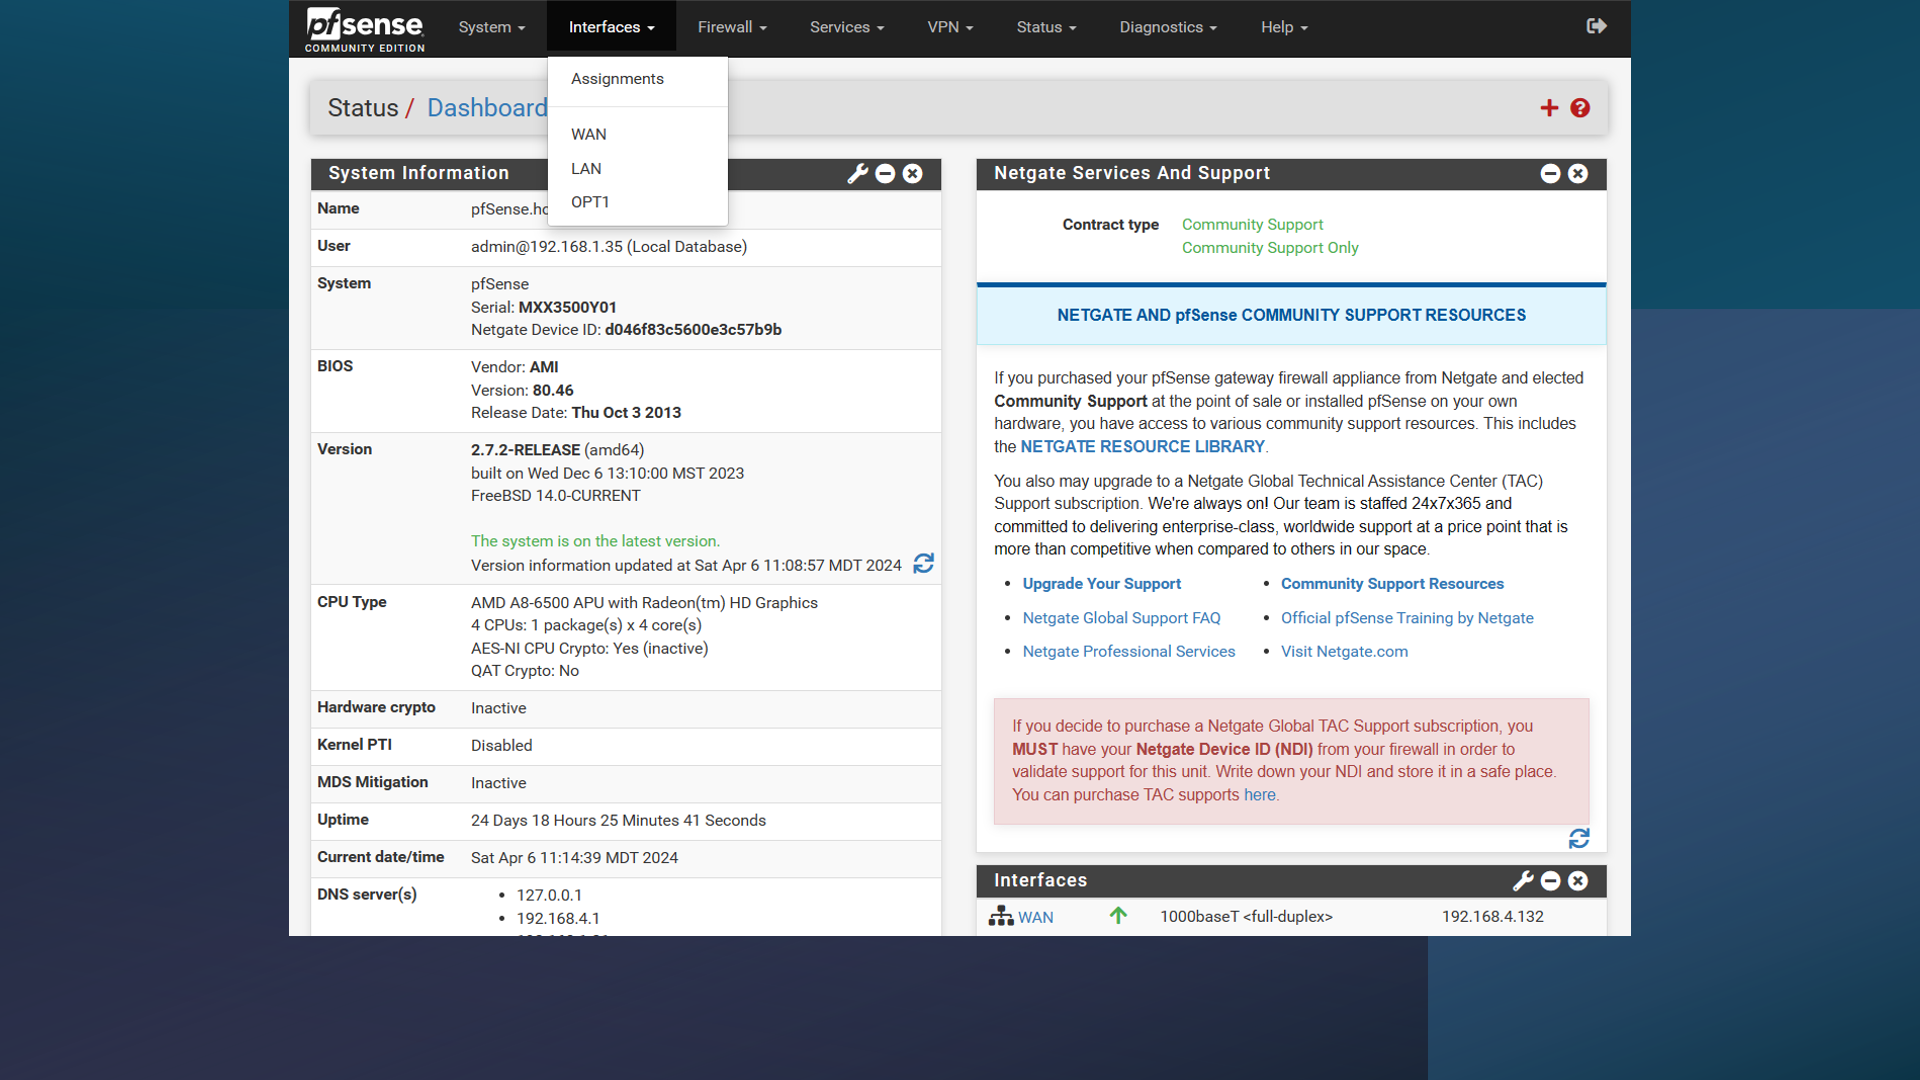 pfsense
COMMUNITY EDITION
System
Interfaces
Firewall
Services
VPN
Status
Diagnostics
Help
Assignments
WAN
LAN
OPT1
Status / Dashboard
System Information
Name
pfSense.ho
User
admin@192.168.1.35 (Local Database)
System
pfSense
Serial: MXX3500Y01
Netgate Device ID: d046f83c5600e3c57b9b
BIOS
Vendor: AMI
Version: 80.46
Release Date: Thu Oct 3 2013
Version
2.7.2-RELEASE (amd64)
built on Wed Dec 6 13:10:00 MST 2023
FreeBSD 14.0-CURRENT
The system is on the latest version.
Version information updated at Sat Apr 6 11:08:57 MDT 2024
CPU Type
AMD A8-6500 APU with Radeon(tm) HD Graphics
4 CPUs: 1 package(s) x 4 core(s)
AES-NI CPU Crypto: Yes (inactive)
QAT Crypto: No
Hardware crypto
Inactive
Kernel PTI
Disabled
MDS Mitigation
Inactive
Uptime
24 Days 18 Hours 25 Minutes 41 Seconds
Current date/time
Sat Apr 6 11:14:39 MDT 2024
DNS server(s)
• 127.0.0.1
• 192.168.4.1
Netgate Services And Support
Contract type
Community Support
Community Support Only
NETGATE AND pfSense COMMUNITY SUPPORT RESOURCES
If you purchased your pfSense gateway firewall appliance from Netgate and elected
Community Support at the point of sale or installed pfSense on your own
hardware, you have access to various community support resources. This includes
the NETGATE RESOURCE LIBRARY.
You also may upgrade to a Netgate Global Technical Assistance Center (TAC)
Support subscription. We're always on! Our team is staffed 24x7x365 and
committed to delivering enterprise-class, worldwide support at a price point that is
more than competitive when compared to others in our space.
• Upgrade Your Support
• Community Support Resources
• Netgate Global Support FAQ
• Official pfSense Training by Netgate
• Netgate Professional Services
• Visit Netgate.com
If you decide to purchase a Netgate Global TAC Support subscription, you
MUST have your Netgate Device ID (NDI) from your firewall in order to
validate support for this unit. Write down your NDI and store it in a safe place.
You can purchase TAC supports here.
Interfaces
WAN
1000baseT <full-duplex>
192.168.4.132